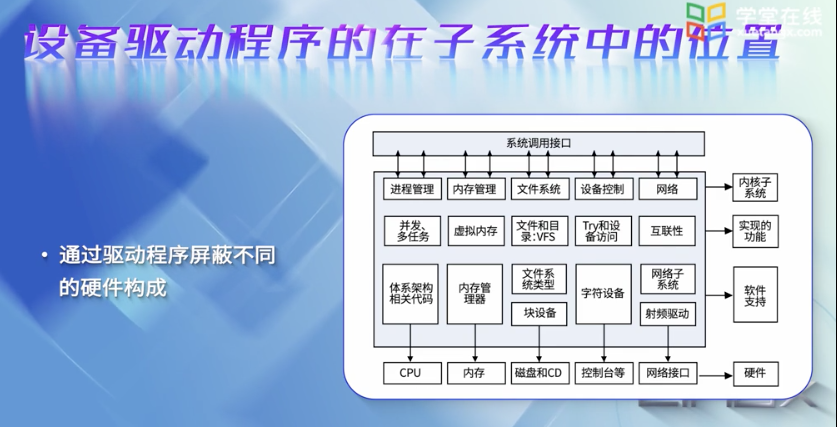 设备驱动程序的在子系统中的位置
学堂在线
• 通过驱动程序屏蔽不同
的硬件构成
系统调用接口
进程管理 内存管理 文件系统 设备控制 网络
内核子
系统
并发、
多任务
虚拟内存
文件和目
录:VFS
Try和设
备访问
互联性
实现的
功能
体系架构
相关代码
内存管
理器
文件系
统类型
块设备
字符设备
网络子
系统
射频驱动
软件
支持
CPU 内存 磁盘和CD 控制台等 网络接口 硬件